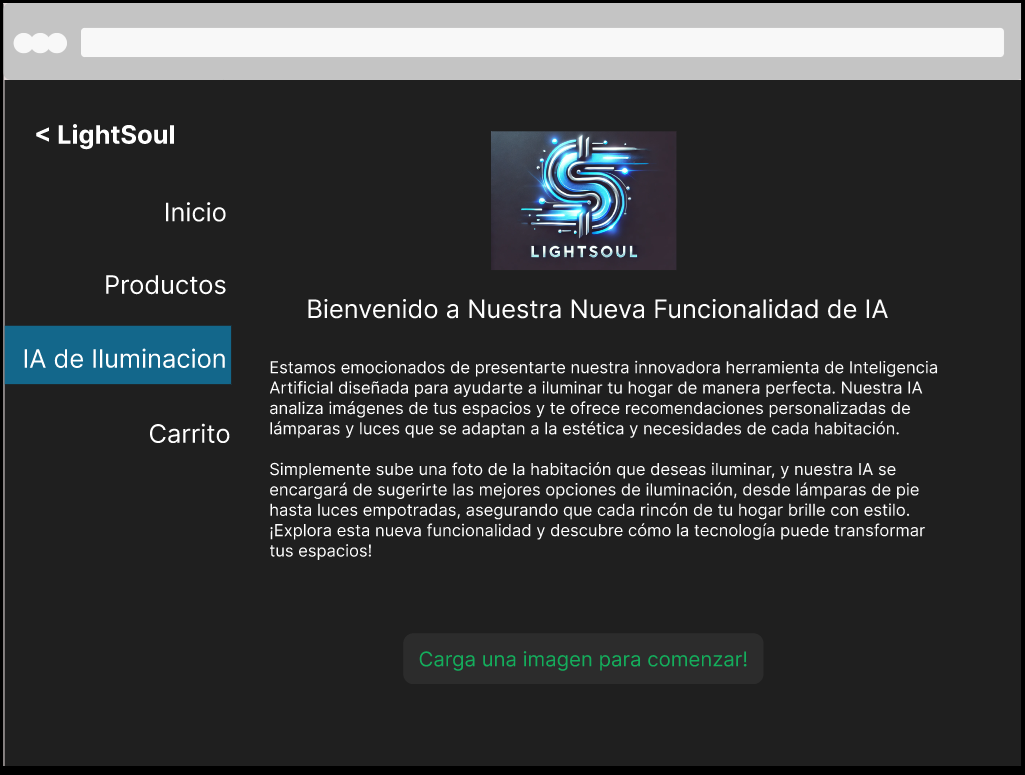 < LightSoul
Inicio
Productos
IA de Iluminacion
Carrito
LIGHTSOUL
Bienvenido a Nuestra Nueva Funcionalidad de IA
Estamos emocionados de presentarte nuestra innovadora herramienta de Inteligencia
Artificial diseñada para ayudarte a iluminar tu hogar de manera perfecta. Nuestra IA
analiza imágenes de tus espacios y te ofrece recomendaciones personalizadas de
lámparas y luces que se adaptan a la estética y necesidades de cada habitación.
Simplemente sube una foto de la habitación que deseas iluminar, y nuestra IA se
encargará de sugerirte las mejores opciones de iluminación, desde lámparas de pie
hasta luces empotradas, asegurando que cada rincón de tu hogar brille con estilo.
¡Explora esta nueva funcionalidad y descubre cómo la tecnología puede transformar
tus espacios!
Carga una imagen para comenzar!